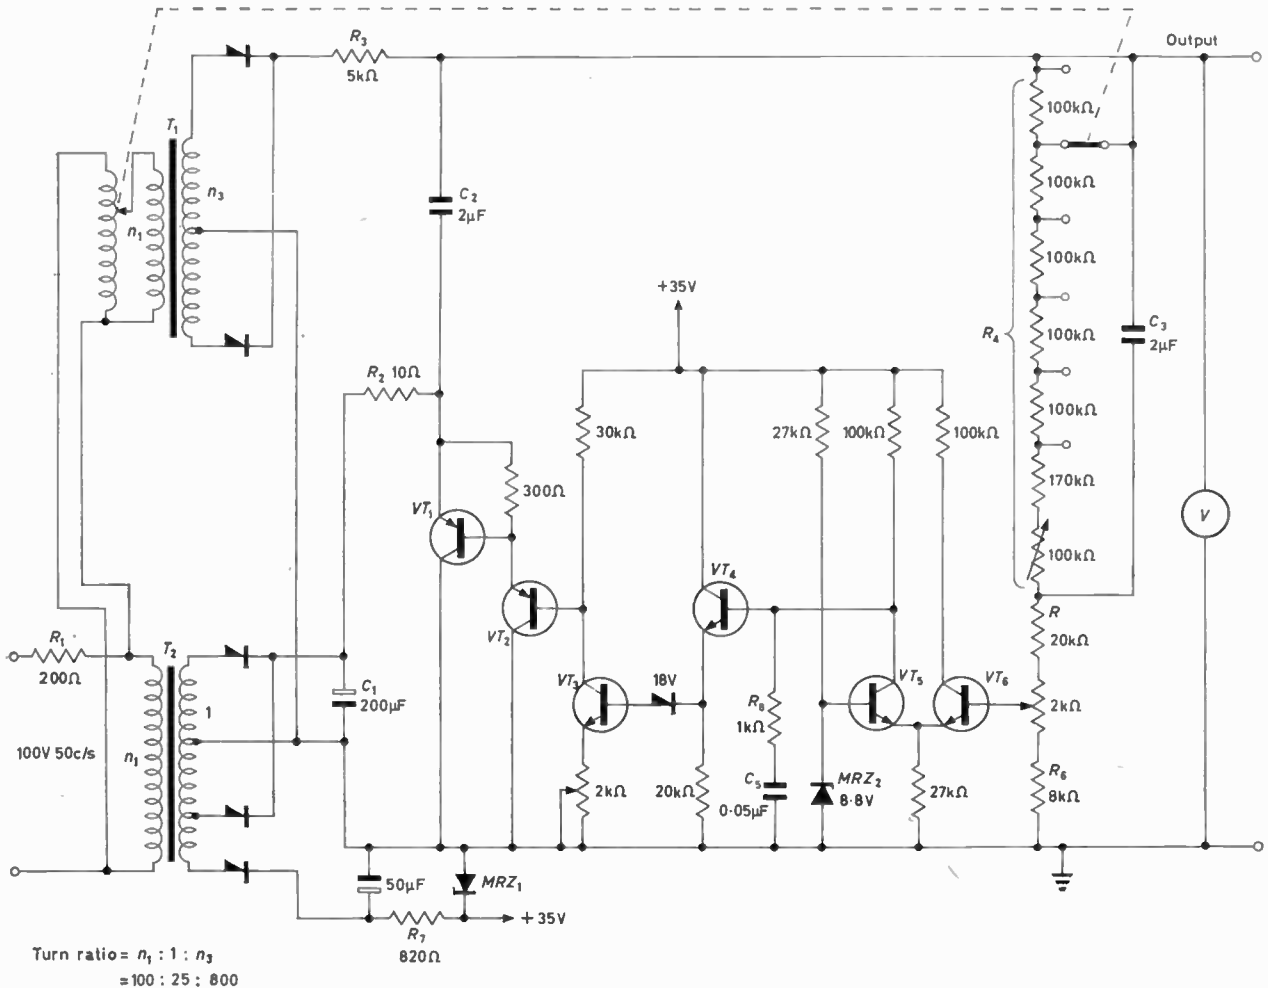 Output
R3
5kΩ
T1
n3
n1
C2
2μF
100kΩ
100kΩ
100kΩ
100kΩ
100kΩ
170kΩ
100kΩ
R4
C3
2μF
V
+35V
R2 10Ω
30kΩ
27kΩ
100kΩ
100kΩ
300Ω
VT1
VT2
VT3
VT4
VT5
VT6
18V
R
20kΩ
2kΩ
R6
8kΩ
R1
200Ω
T2
1
n1
100V 50c/s
C1
200μF
R8
1kΩ
C5
0·05μF
MRZ2
8·8V
27kΩ
2kΩ
20kΩ
50μF
MRZ1
+35V
R7
820Ω
Turn ratio = n1 : 1 : n3
=100 : 25 : 800